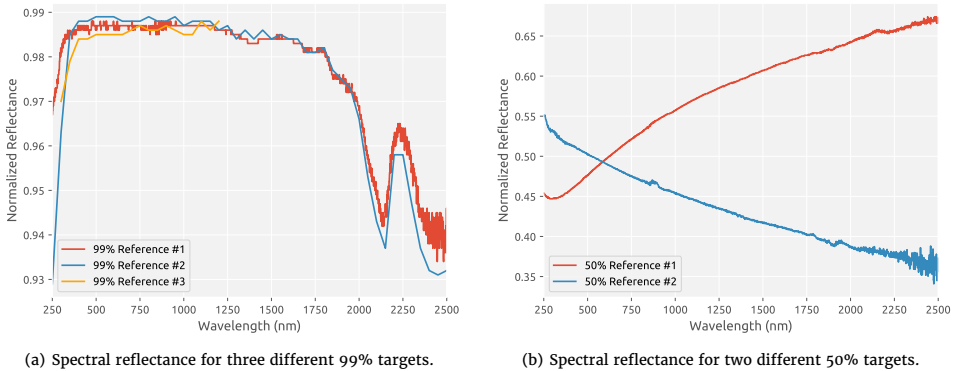 0.99
0.98
0.97
0.96
0.95
0.94
0.93
Normalized Reflectance
99% Reference #1
99% Reference #2
99% Reference #3
250 500 750 1000 1250 1500 1750 2000 2250 2500
Wavelength (nm)
(a) Spectral reflectance for three different 99% targets.
0.65
0.60
0.55
0.50
0.45
0.40
0.35
Normalized Reflectance
50% Reference #1
50% Reference #2
250 500 750 1000 1250 1500 1750 2000 2250 2500
Wavelength (nm)
(b) Spectral reflectance for two different 50% targets.